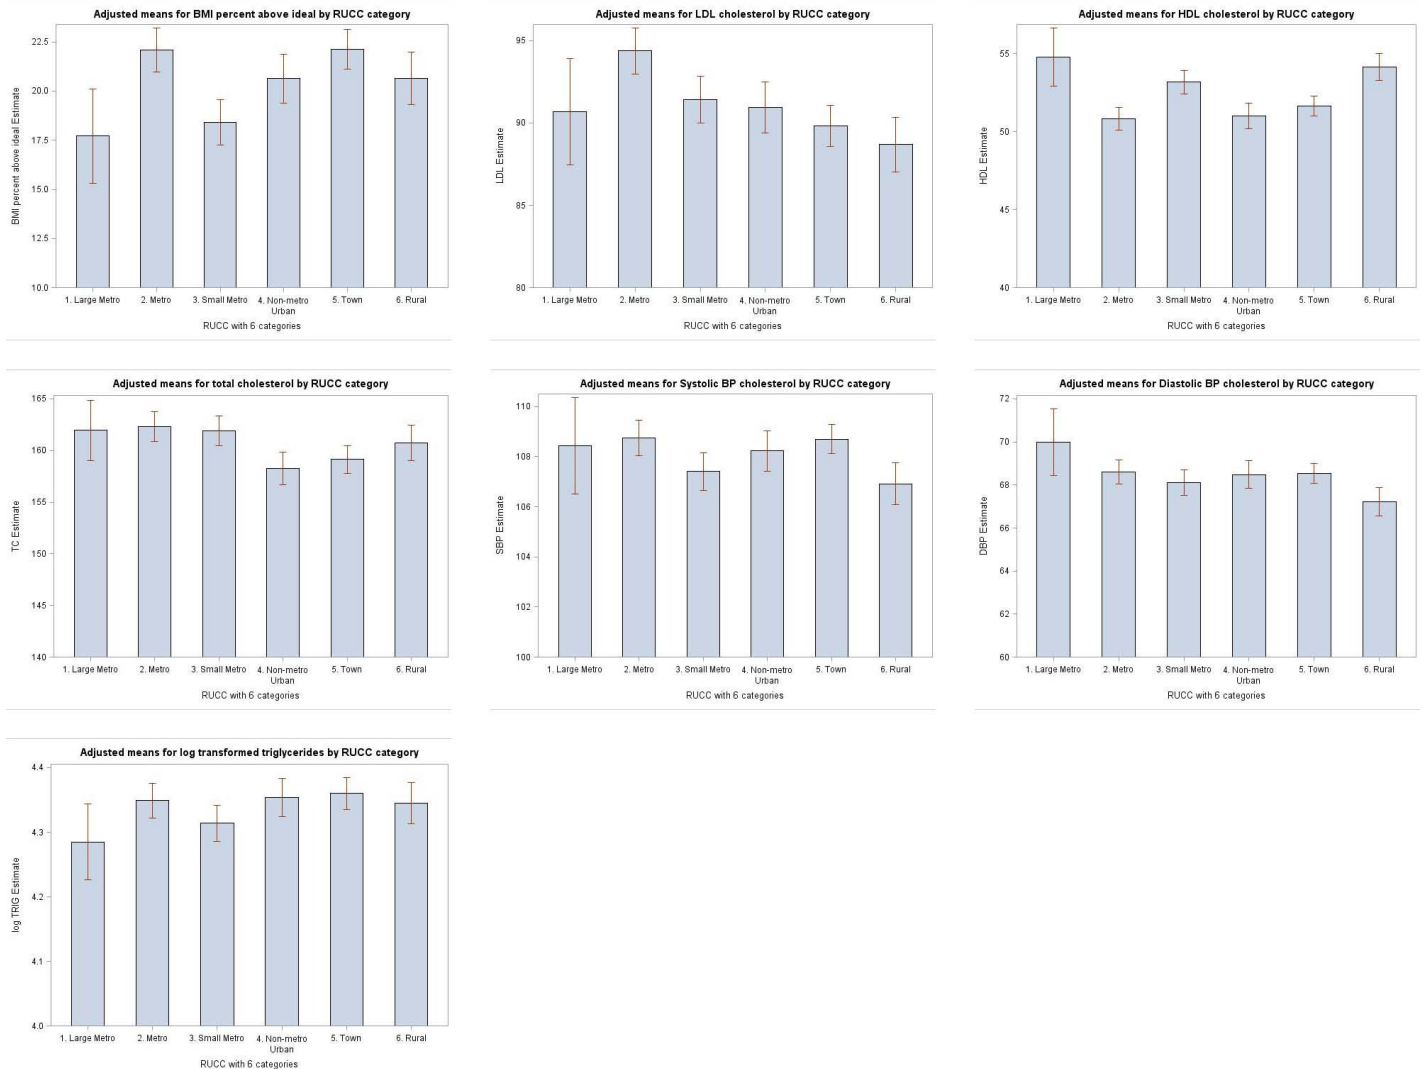 Adjusted means for BMI percent above ideal by RUCC category
22.5
20.0
17.5
15.0
12.5
10.0
BMI percent above ideal Estimate
1. Large Metro 2. Metro 3. Small Metro 4. Non-metro Urban 5. Town 6. Rural
RUCC with 6 categories
Adjusted means for LDL cholesterol by RUCC category
95
90
85
80
LDL Estimate
1. Large Metro 2. Metro 3. Small Metro 4. Non-metro Urban 5. Town 6. Rural
RUCC with 6 categories
Adjusted means for HDL cholesterol by RUCC category
55
50
45
40
HDL Estimate
1. Large Metro 2. Metro 3. Small Metro 4. Non-metro Urban 5. Town 6. Rural
RUCC with 6 categories
Adjusted means for total cholesterol by RUCC category
165
160
155
150
145
140
TC Estimate
1. Large Metro 2. Metro 3. Small Metro 4. Non-metro Urban 5. Town 6. Rural
RUCC with 6 categories
Adjusted means for Systolic BP cholesterol by RUCC category
110
108
106
104
102
100
SBP Estimate
1. Large Metro 2. Metro 3. Small Metro 4. Non-metro Urban 5. Town 6. Rural
RUCC with 6 categories
Adjusted means for Diastolic BP cholesterol by RUCC category
72
70
68
66
64
62
60
DBP Estimate
1. Large Metro 2. Metro 3. Small Metro 4. Non-metro Urban 5. Town 6. Rural
RUCC with 6 categories
Adjusted means for log transformed triglycerides by RUCC category
4.4
4.3
4.2
4.1
4.0
log TRIG Estimate
1. Large Metro 2. Metro 3. Small Metro 4. Non-metro Urban 5. Town 6. Rural
RUCC with 6 categories